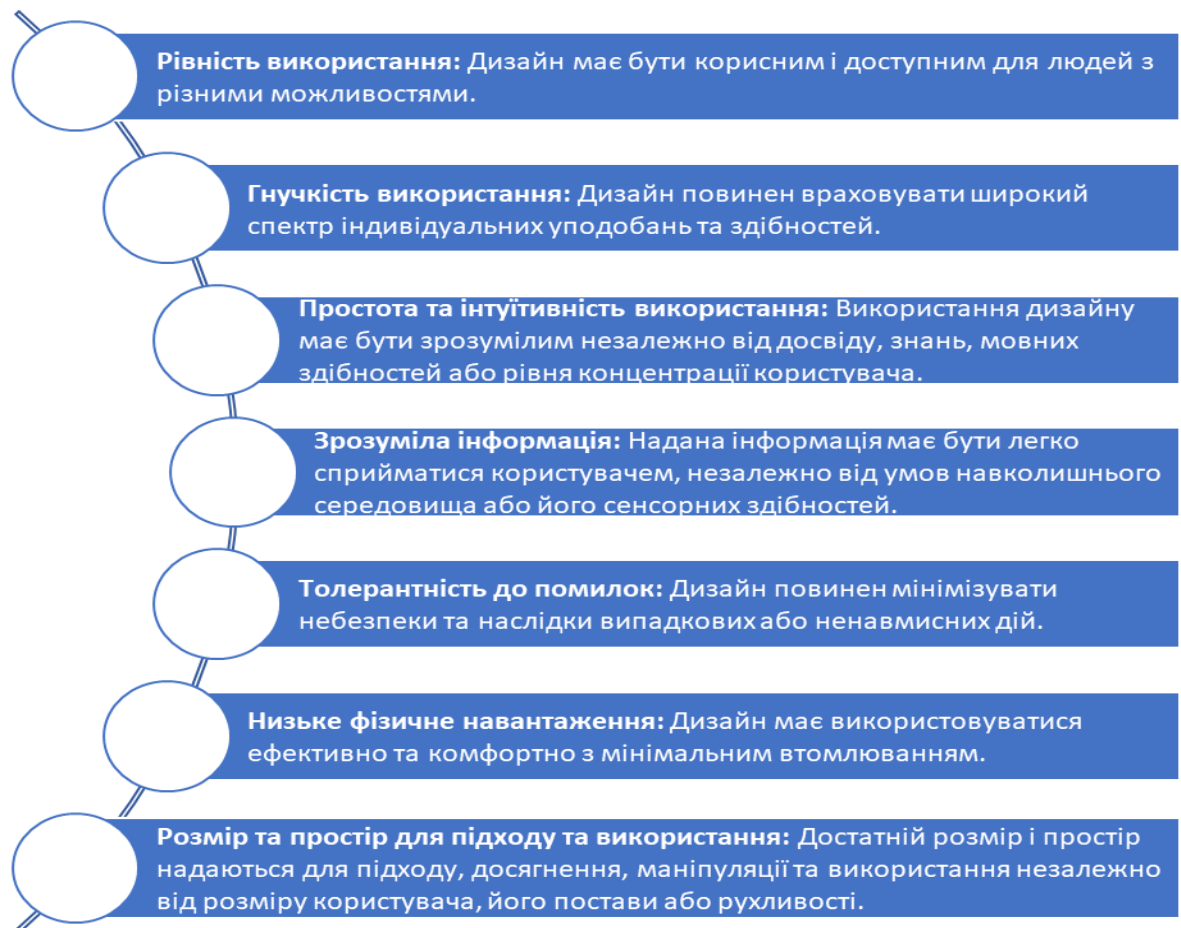 Рівність використання: Дизайн має бути корисним і доступним для людей з
різними можливостями.
Гнучкість використання: Дизайн повинен враховувати широкий
спектр індивідуальних уподобань та здібностей.
Простота та інтуїтивність використання: Використання дизайну
має бути зрозумілим незалежно від досвіду, знань, мовних
здібностей або рівня концентрації користувача.
Зрозуміла інформація: Надана інформація має бути легко
сприйматися користувачем, незалежно від умов навколишнього
середовища або його сенсорних здібностей.
Толерантність до помилок: Дизайн повинен мінімізувати
небезпеки та наслідки випадкових або ненавмисних дій.
Низьке фізичне навантаження: Дизайн має використовуватися
ефективно та комфортно з мінімальним втомлюванням.
Розмір та простір для підходу та використання: Достатній розмір і простір
надаються для підходу, досягнення, маніпуляції та використання незалежно
від розміру користувача, його постави або рухливості.